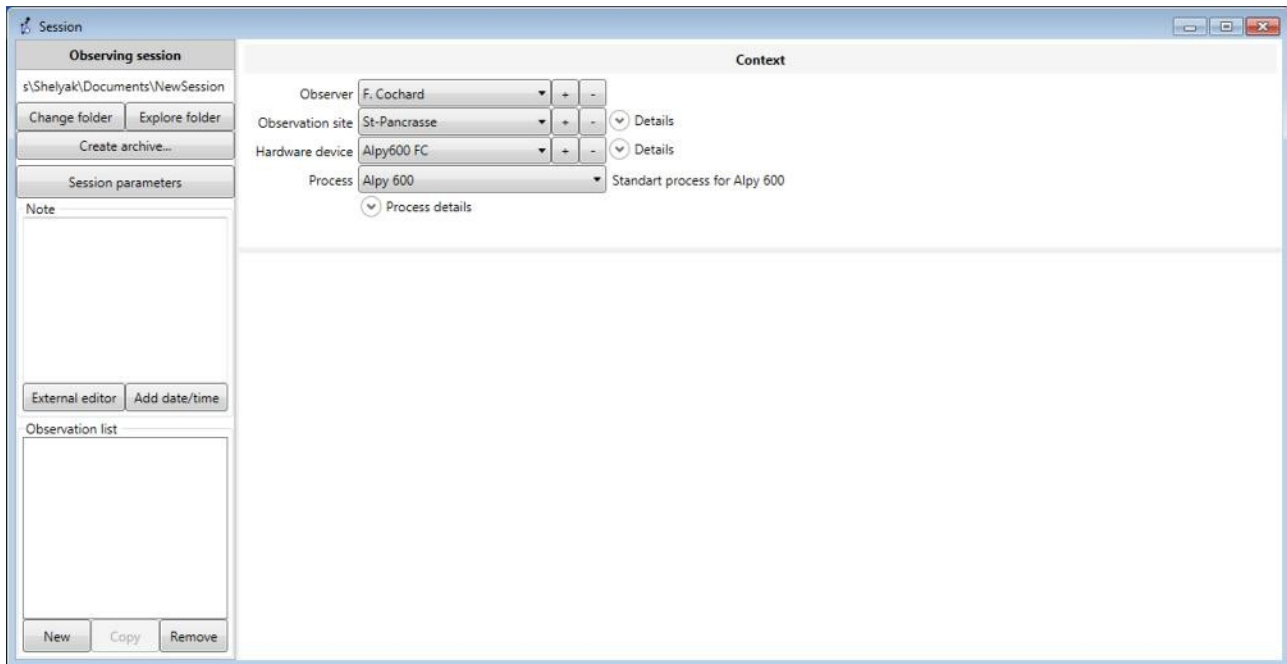 Session
Observing session
s\Shelyak\Documents\NewSession
Change folder
Explore folder
Create archive...
Session parameters
Note
External editor
Add date/time
Observation list
New
Copy
Remove
Context
Observer F. Cochard + -
Observation site St-Pancrasse + - Details
Hardware device Alpy600 FC + - Details
Process Alpy 600 Standart process for Alpy 600
Process details